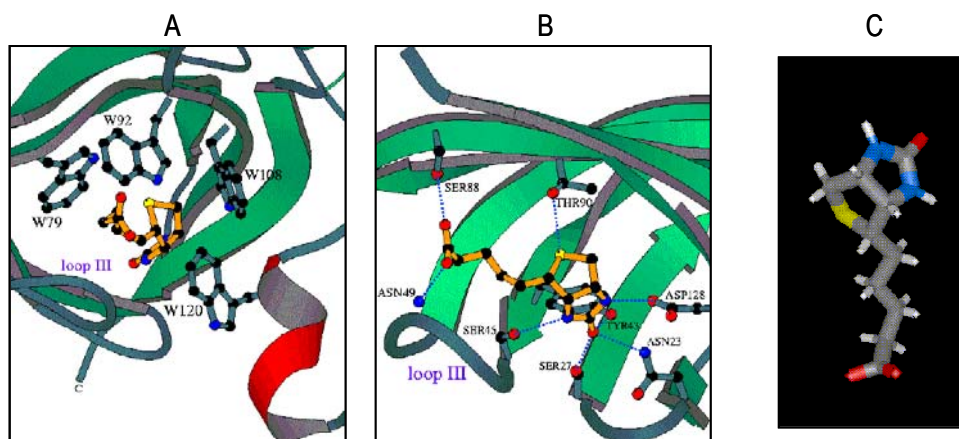 A
W92
W79
W108
loop III
W120
C
B
SER88
THR90
ASN49
ASP128
SER45
TYR43
ASN23
loop III
SER27
C